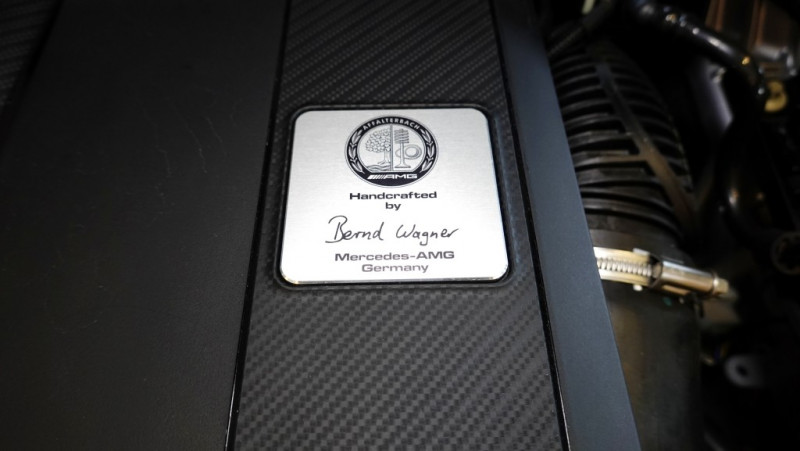 AFFALTERBACH
AMG
Handcrafted
by
Bernd Wagner
Mercedes-AMG
Germany